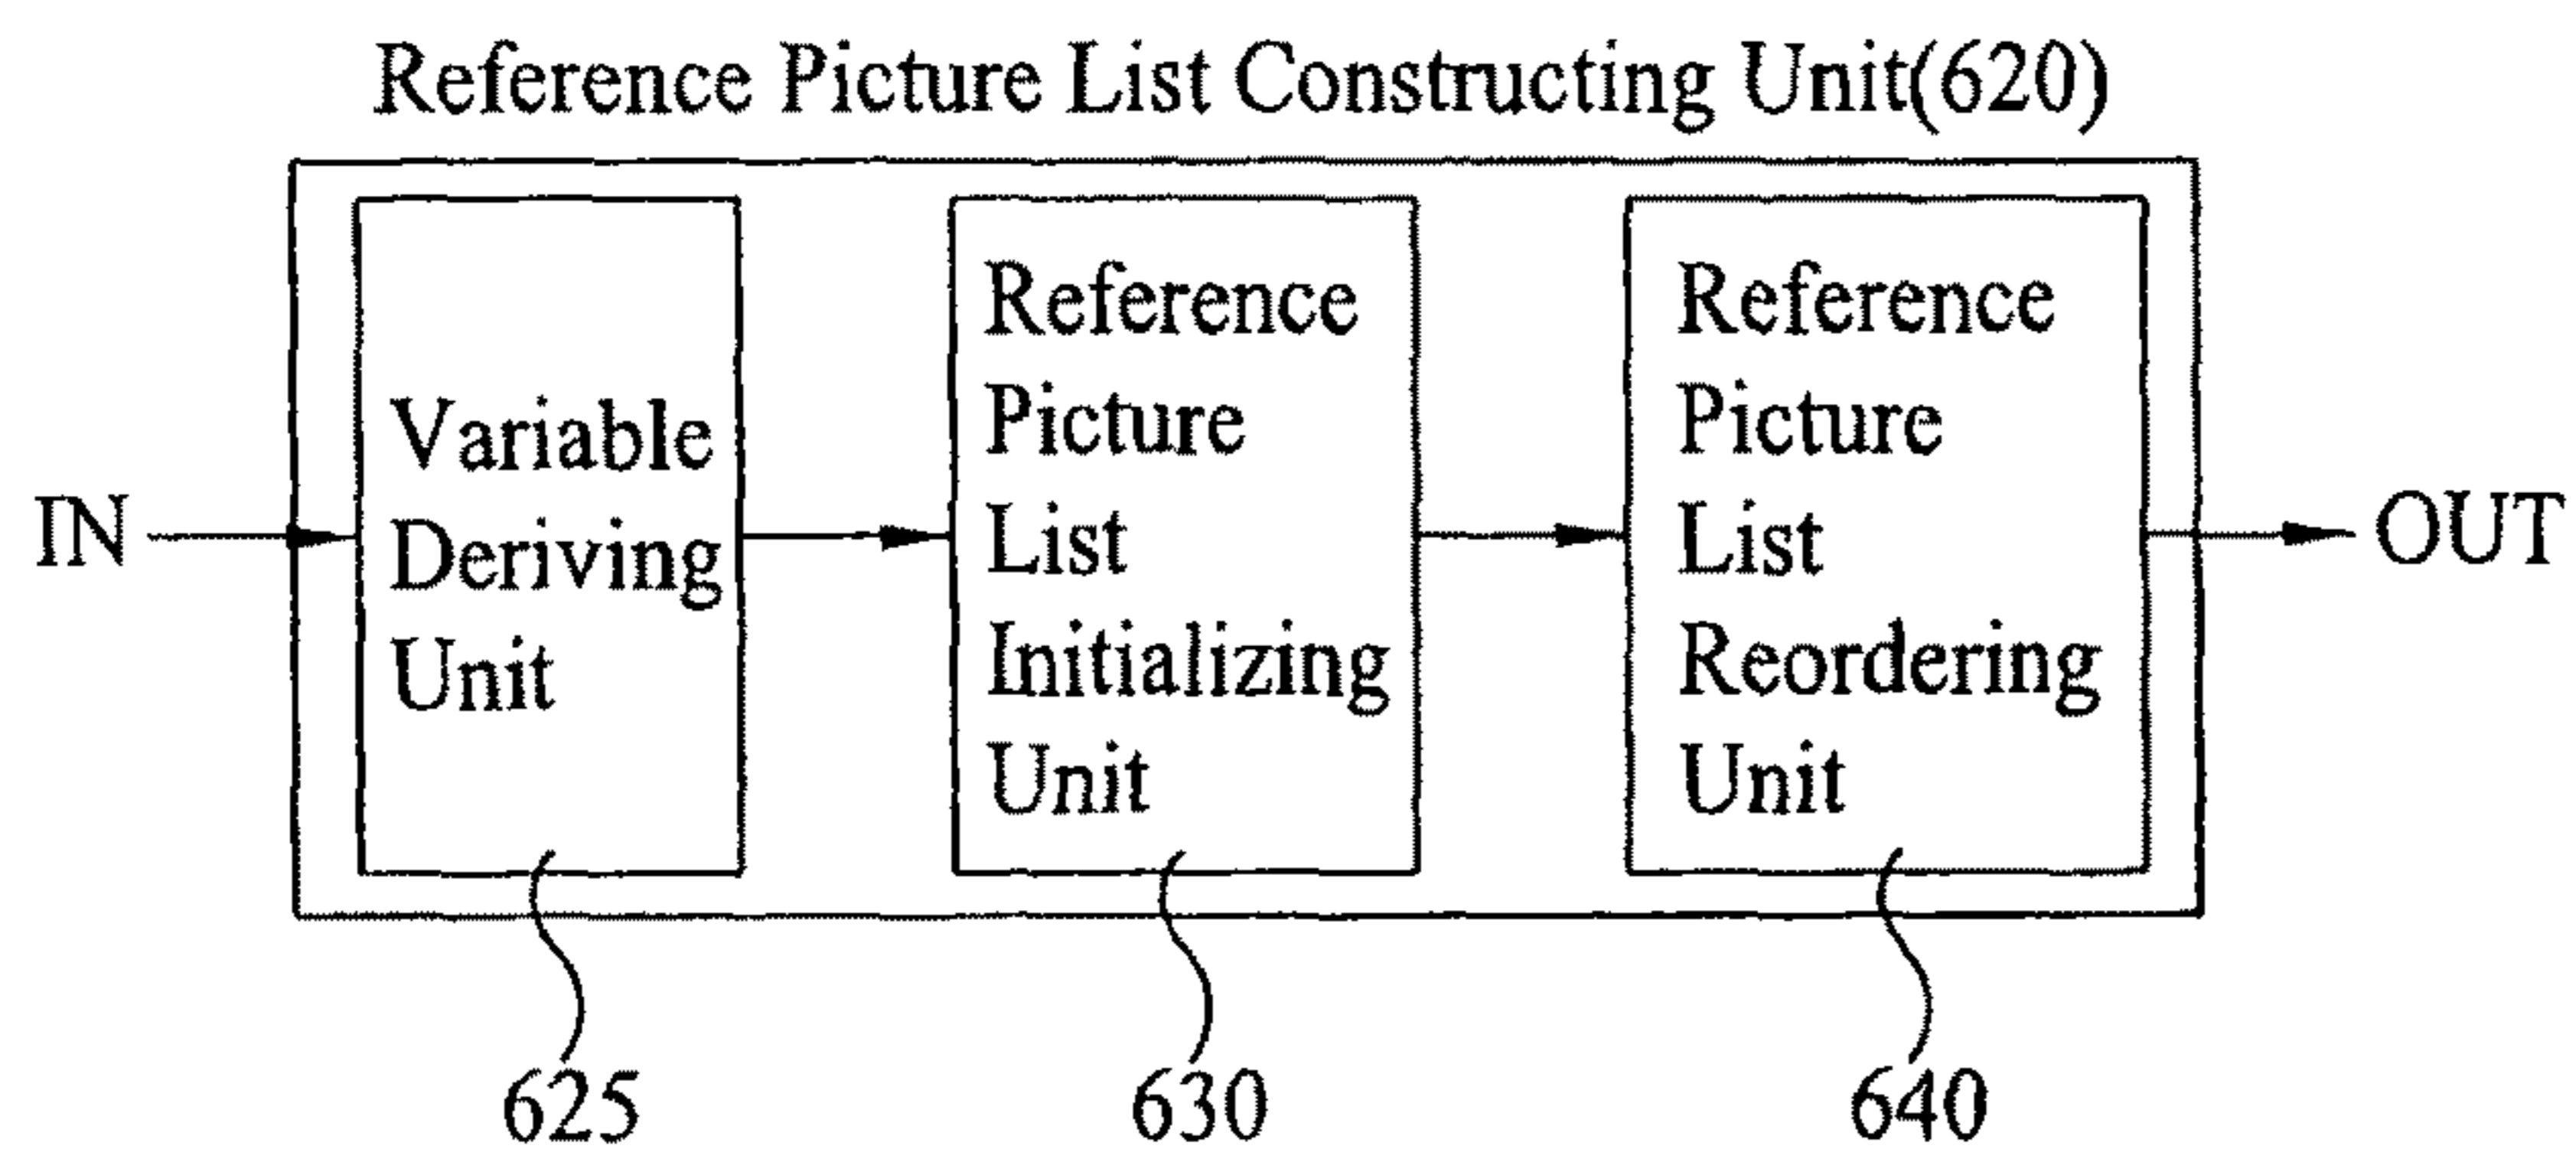 Reference Picture List Constructing Unit(620)
IN
Variable
Deriving
Unit
Reference
Picture
List
Initializing
Unit
Reference
Picture
List
Reordering
Unit
OUT
625
630
640